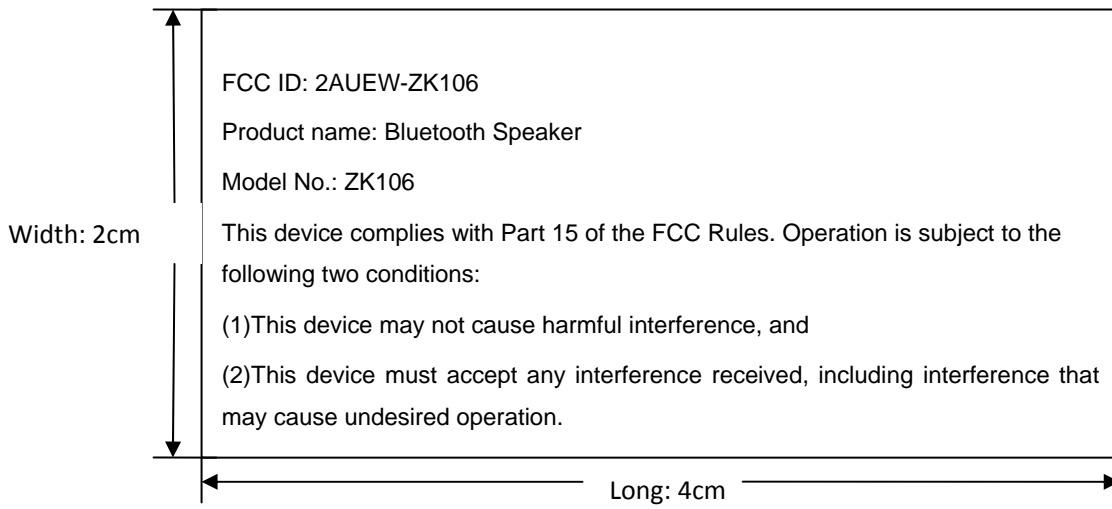 FCC ID: 2AUEW-ZK106
Product name: Bluetooth Speaker
Model No.: ZK106
Width: 2cm
This device complies with Part 15 of the FCC Rules. Operation is subject to the
following two conditions:
(1)This device may not cause harmful interference, and
(2)This device must accept any interference received, including interference that
may cause undesired operation.
Long: 4cm